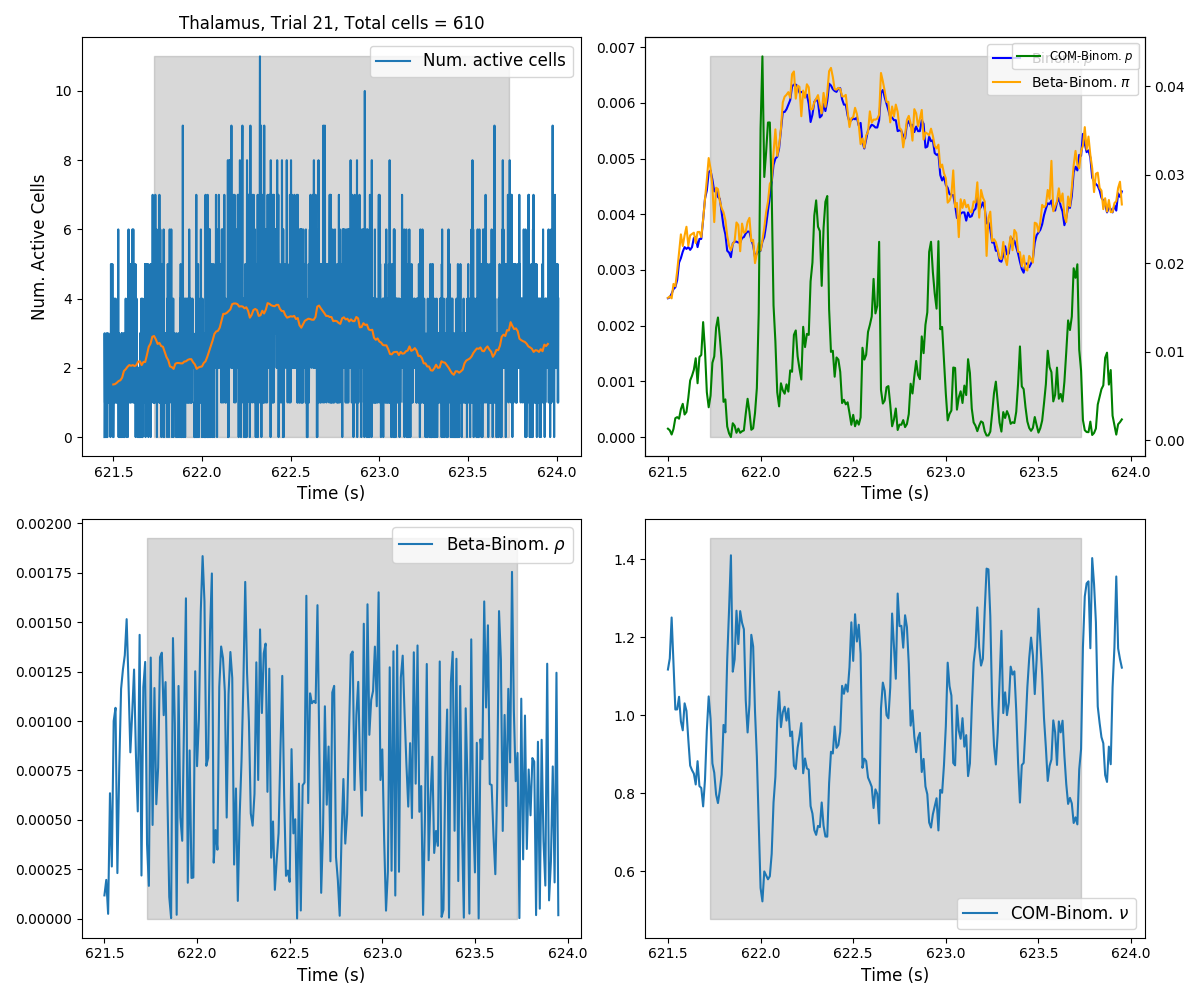 Thalamus, Trial 21, Total cells = 610
Num. Active Cells
10
8
6
4
2
0
Num. active cells
621.5 622.0 622.5 623.0 623.5 624.0
Time (s)
0.007
0.006
0.005
0.004
0.003
0.002
0.001
0.000
COM-Binom. p
Beta-Binom. π
0.04
0.03
0.02
0.01
0.00
621.5 622.0 622.5 623.0 623.5 624.0
Time (s)
0.00200
0.00175
0.00150
0.00125
0.00100
0.00075
0.00050
0.00025
0.00000
Beta-Binom. ρ
621.5 622.0 622.5 623.0 623.5 624.0
Time (s)
1.4
1.2
1.0
0.8
0.6
COM-Binom. ν
621.5 622.0 622.5 623.0 623.5 624.0
Time (s)